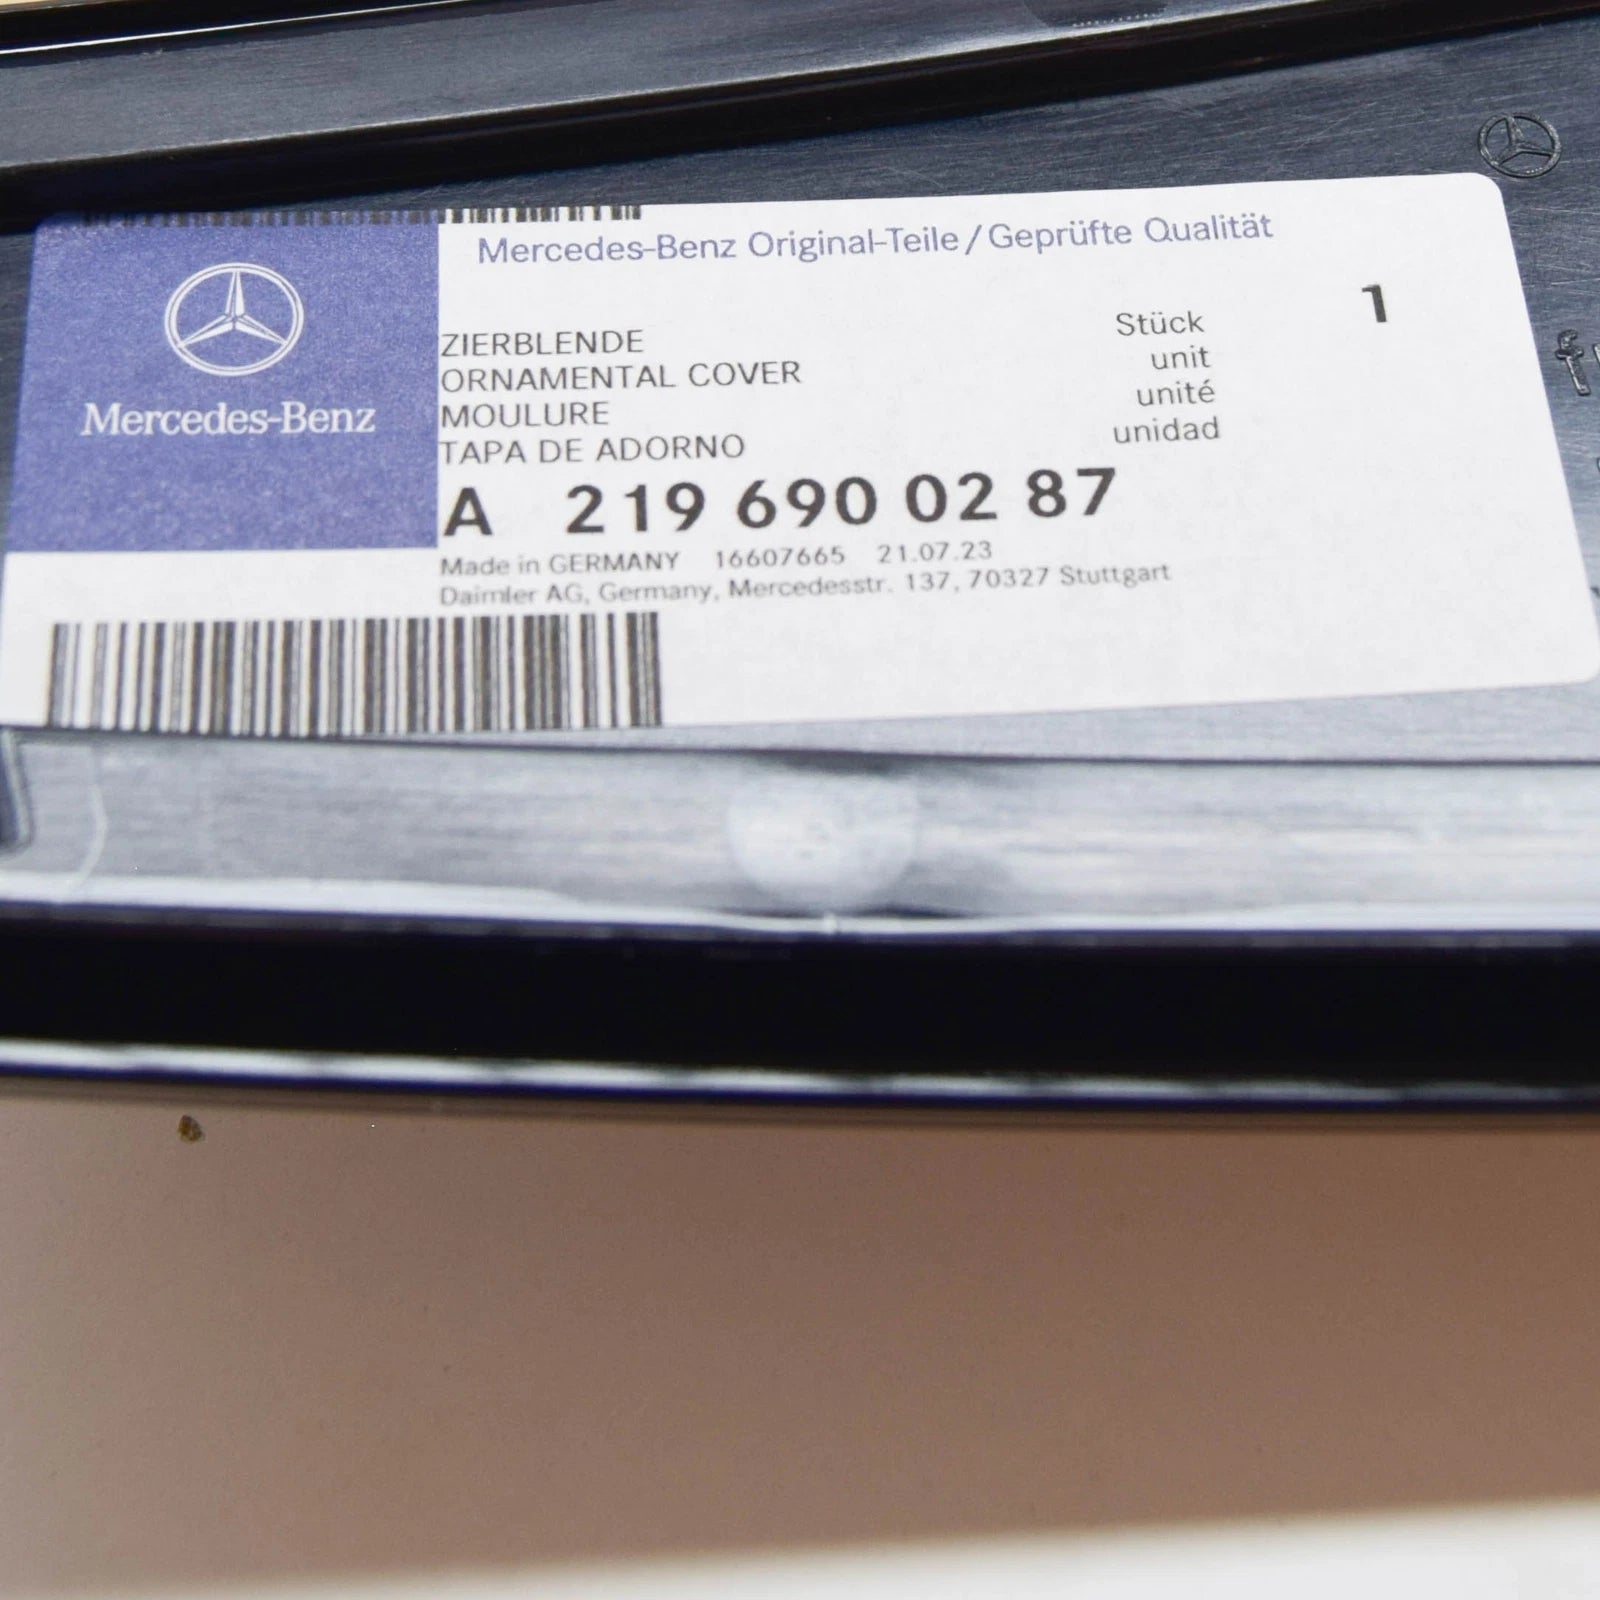 Mercedes-Benz Original-Teile/Geprüfte Qualität
Mercedes-Benz
ZIERBLENDE
ORNAMENTAL COVER
MOULURE
TAPA DE ADORNO
Stück 1
unit
unité
unidad
A 219 690 02 87
Made in GERMANY 16607665 21.07.23
Daimler AG, Germany, Mercedesstr. 137, 70327 Stuttgart